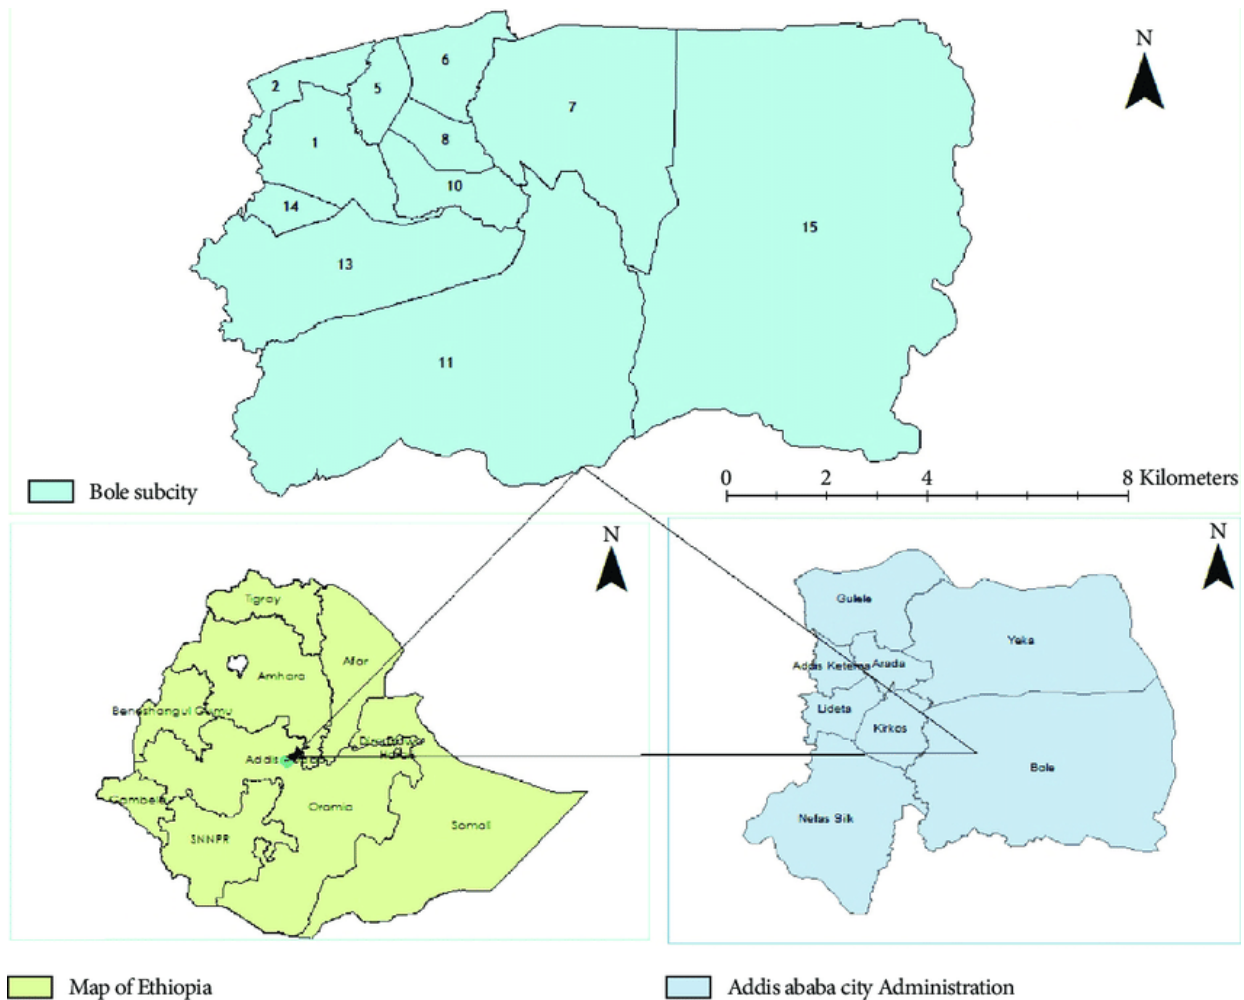 N
6
2
5
7
8
1
10
14
15
13
11
0 2 4 8 Kilometers
Bole subcity
N
N
Tigray
Gulele
Yeka
Afar
Addis Ketema
Arada
Amhara
Beneshangul Gumu
Lideta
Kirkos
Addis
Bole
Gambela
Oromia
Nefas Silk
Somali
SNNPR
Map of Ethiopia
Addis ababa city Administration